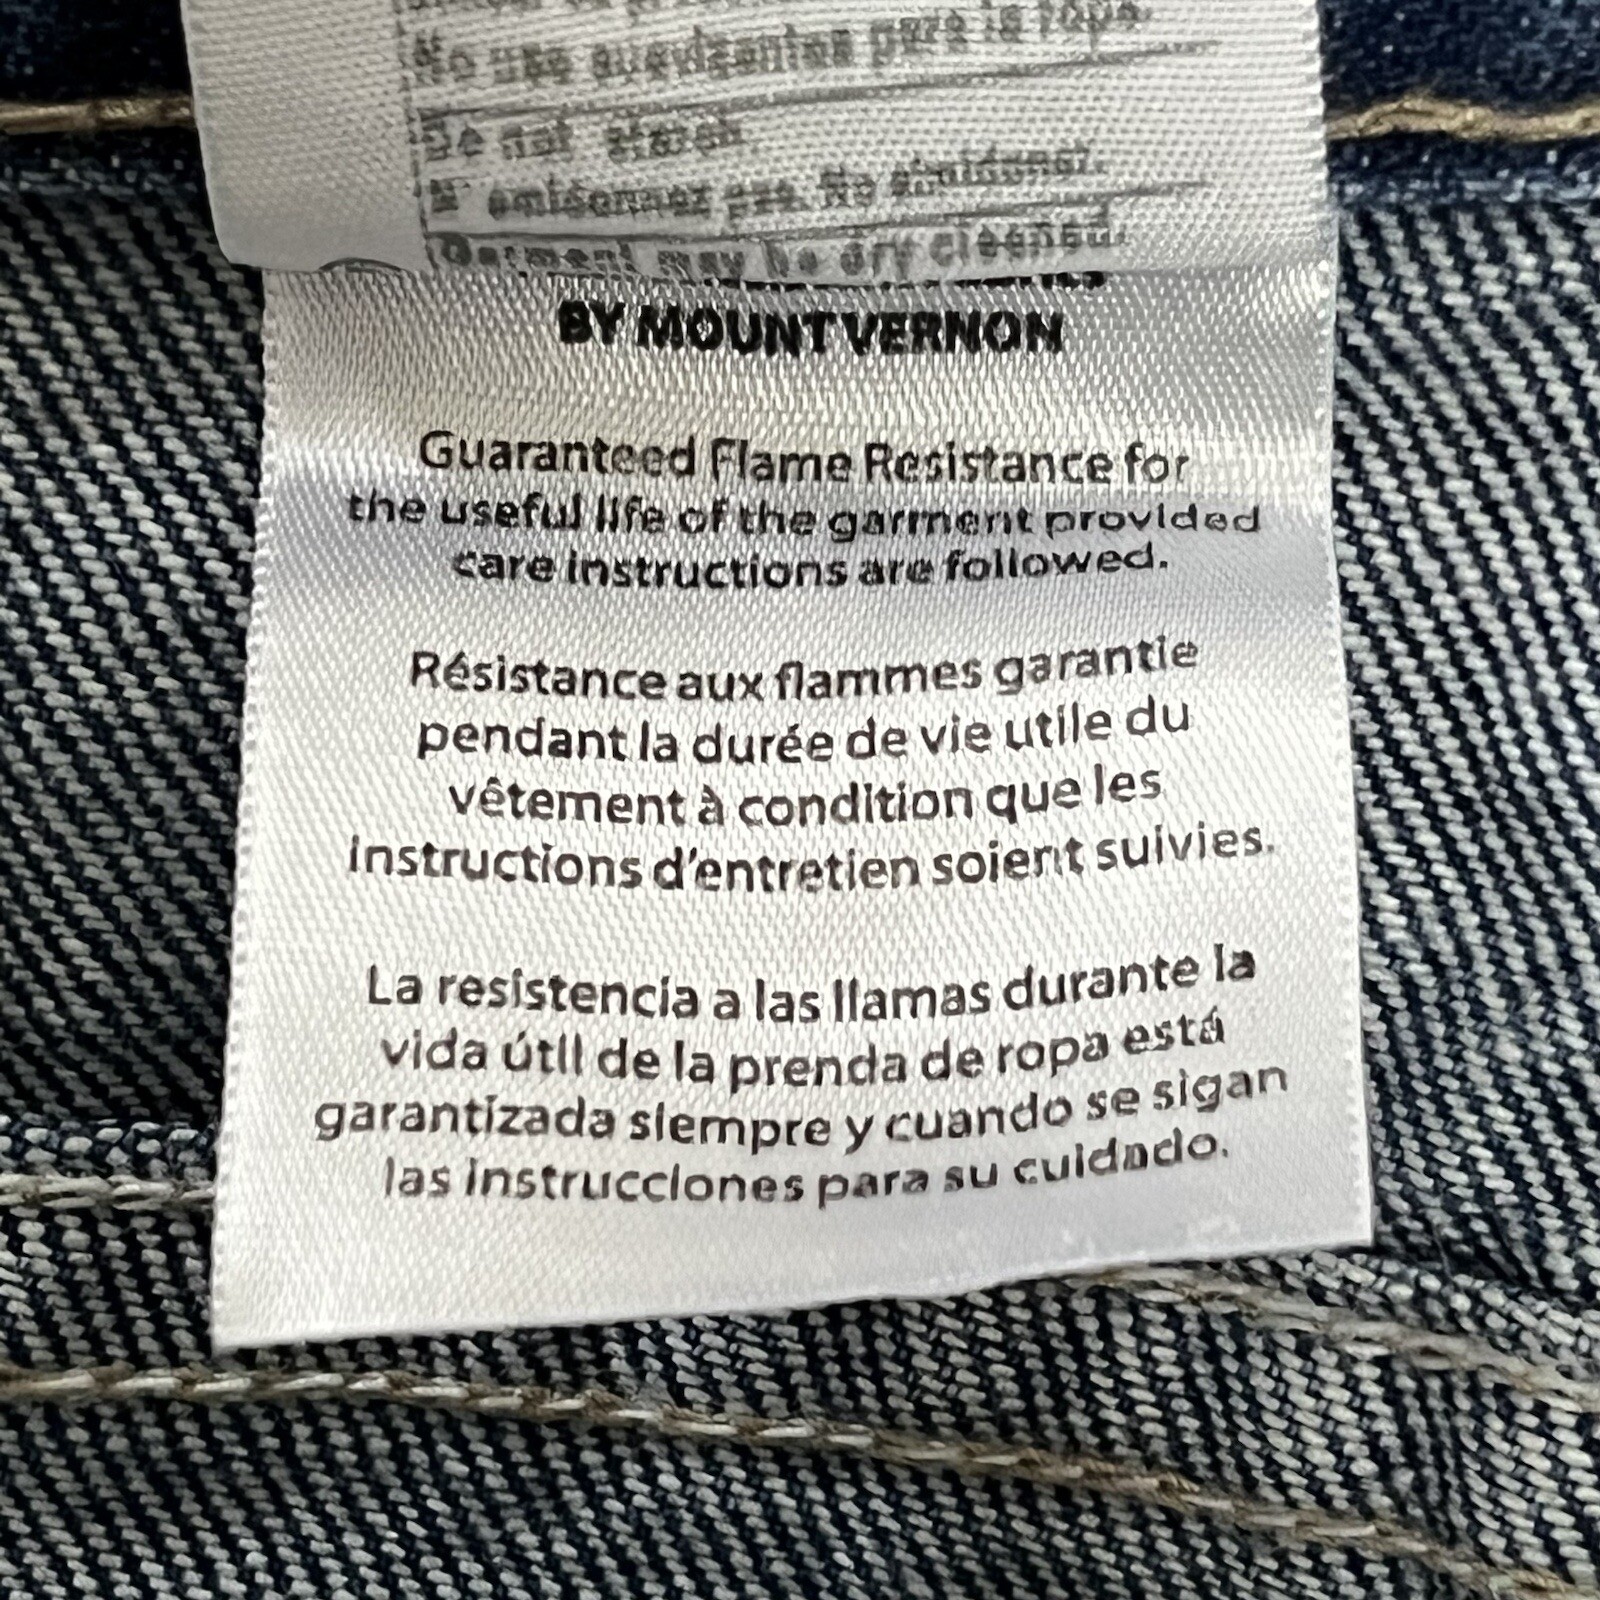 No use suavizantes para la ropa.
Do not starch.
N'amidonnez pas. No almidonar.
Garment may be dry cleaned.
BY MOUNT VERNON
Guaranteed Flame Resistance for
the useful life of the garment provided
care instructions are followed.
Résistance aux flammes garantie
pendant la durée de vie utile du
vêtement à condition que les
instructions d'entretien soient suivies.
La resistencia a las llamas durante la
vida útil de la prenda de ropa está
garantizada siempre y cuando se sigan
las instrucciones para su cuidado.